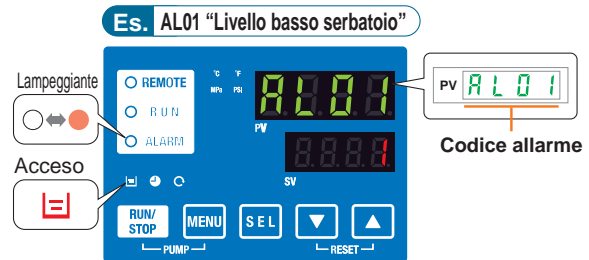 Es. AL01 “Livello basso serbatoio”
Lampeggiante
Acceso
REMOTE
RUN
ALARM
°C °F
MPa PSi
AL01
PV
1
SV
RUN/
STOP
MENU
SEL
PUMP
RESET
PV AL01
Codice allarme